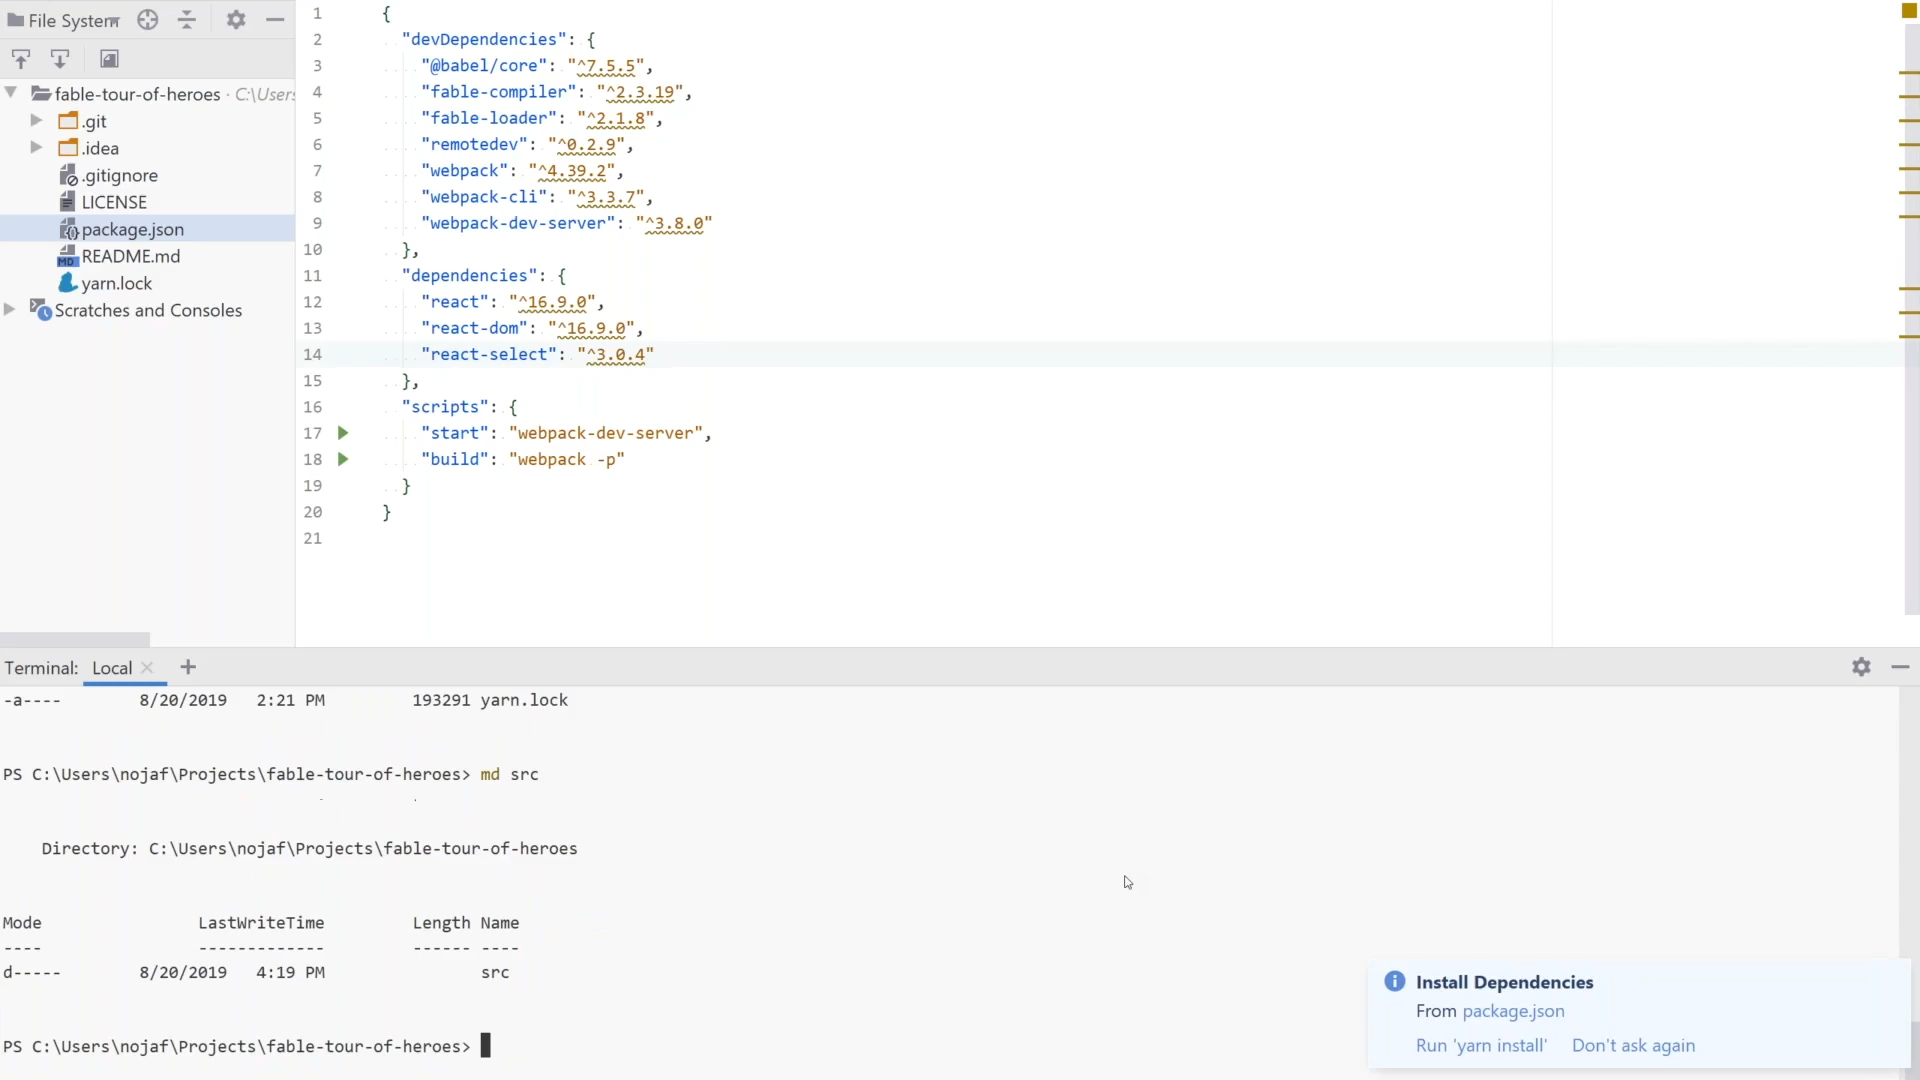 File System
fable-tour-of-heroes · C:\Users
.git
.idea
.gitignore
LICENSE
package.json
README.md
yarn.lock
Scratches and Consoles
1 {
2 "devDependencies": {
3 "@babel/core": "^7.5.5",
4 "fable-compiler": "^2.3.19",
5 "fable-loader": "^2.1.8",
6 "remotedev": "^0.2.9",
7 "webpack": "^4.39.2",
8 "webpack-cli": "^3.3.7",
9 "webpack-dev-server": "^3.8.0"
10 },
11 "dependencies": {
12 "react": "^16.9.0",
13 "react-dom": "^16.9.0",
14 "react-select": "^3.0.4"
15 },
16 "scripts": {
17 "start": "webpack-dev-server",
18 "build": "webpack -p"
19 }
20 }
21
Terminal: Local
-a---- 8/20/2019 2:21 PM 193291 yarn.lock
PS C:\Users\nojaf\Projects\fable-tour-of-heroes> md src
Directory: C:\Users\nojaf\Projects\fable-tour-of-heroes
Mode LastWriteTime Length Name
---- ------------- ------ ----
d----- 8/20/2019 4:19 PM src
PS C:\Users\nojaf\Projects\fable-tour-of-heroes>
Install Dependencies
From package.json
Run 'yarn install' Don't ask again